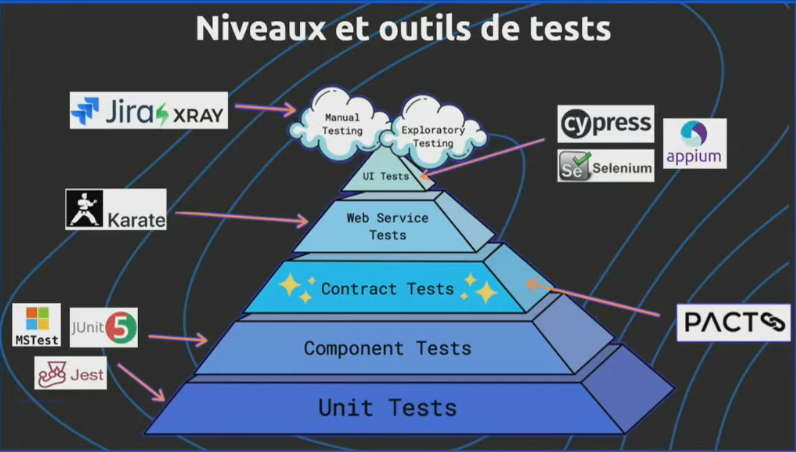 Niveaux et outils de tests
Jira XRAY
Manual
Testing
Exploratory
Testing
cypress
Selenium
Se
appium
UI Tests
Karate
Web Service
Tests
Contract Tests
PACT
MSTest
JUnit 5
Jest
Component Tests
Unit Tests